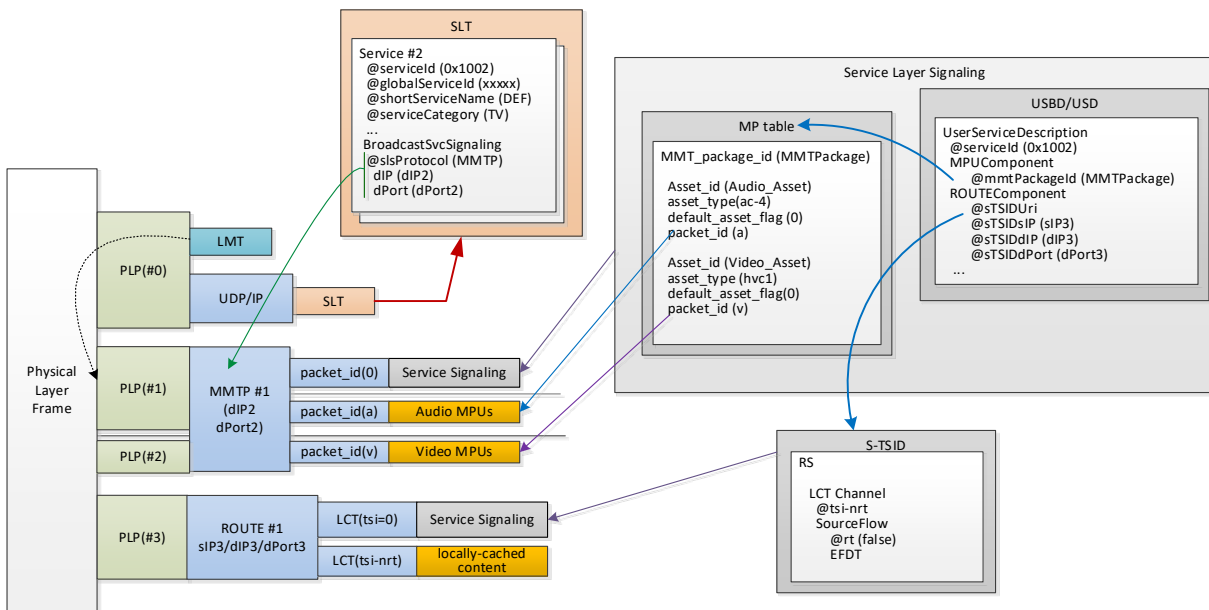 SLT
Service #2
@serviceId (0x1002)
@globalServiceId (xxxxx)
@shortServiceName (DEF)
@serviceCategory (TV)
...
BroadcastSvcSignaling
@slsProtocol (MMTP)
dIP (dIP2)
dPort (dPort2)
Service Layer Signaling
MP table
MMT_package_id (MMTPackage)
Asset_id (Audio_Asset)
asset_type(ac-4)
default_asset_flag (0)
packet_id (a)
Asset_id (Video_Asset)
asset_type (hvc1)
default_asset_flag(0)
packet_id (v)
USBD/USD
UserServiceDescription
@serviceId (0x1002)
MPUComponent
@mmtPackageId (MMTPackage)
ROUTEComponent
@sTSIDUri
@sTSIDsIP (sIP3)
@sTSIDdIP (dIP3)
@sTSIDdPort (dPort3)
...
Physical
Layer
Frame
PLP(#0)
LMT
UDP/IP
SLT
PLP(#1)
PLP(#2)
MMTP #1
(dIP2
dPort2)
packet_id(0)
Service Signaling
packet_id(a)
Audio MPUs
packet_id(v)
Video MPUs
PLP(#3)
ROUTE #1
sIP3/dIP3/dPort3
LCT(tsi=0)
Service Signaling
LCT(tsi-nrt)
locally-cached
content
S-TSID
RS
LCT Channel
@tsi-nrt
SourceFlow
@rt (false)
EFDT